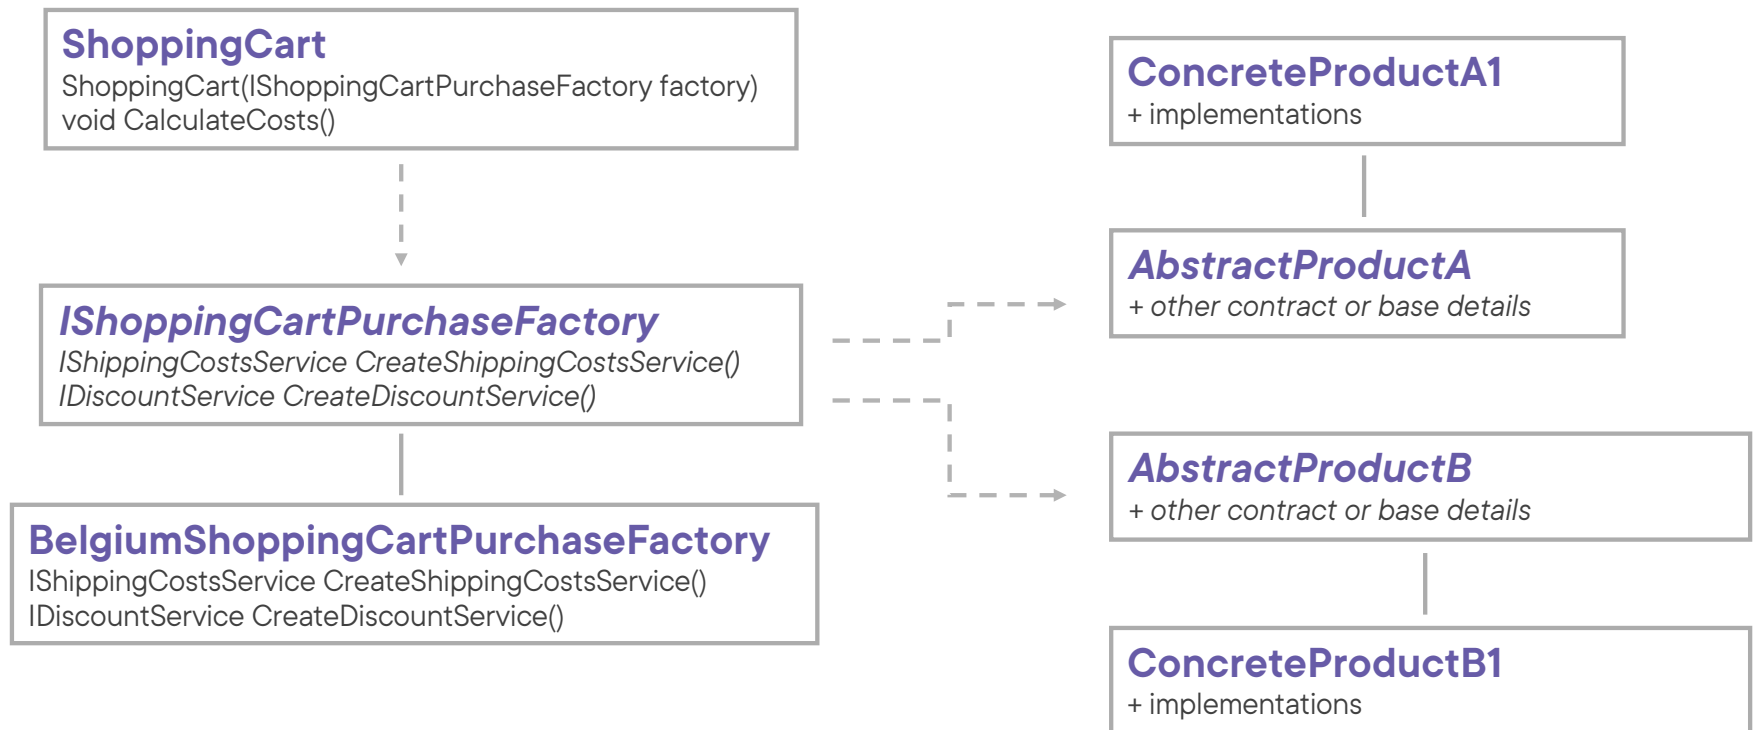 ShoppingCart
ShoppingCart(IShoppingCartPurchaseFactory factory)
void CalculateCosts()
IShoppingCartPurchaseFactory
IShippingCostsService CreateShippingCostsService()
IDiscountService CreateDiscountService()
BelgiumShoppingCartPurchaseFactory
IShippingCostsService CreateShippingCostsService()
IDiscountService CreateDiscountService()
ConcreteProductA1
+ implementations
AbstractProductA
+ other contract or base details
AbstractProductB
+ other contract or base details
ConcreteProductB1
+ implementations